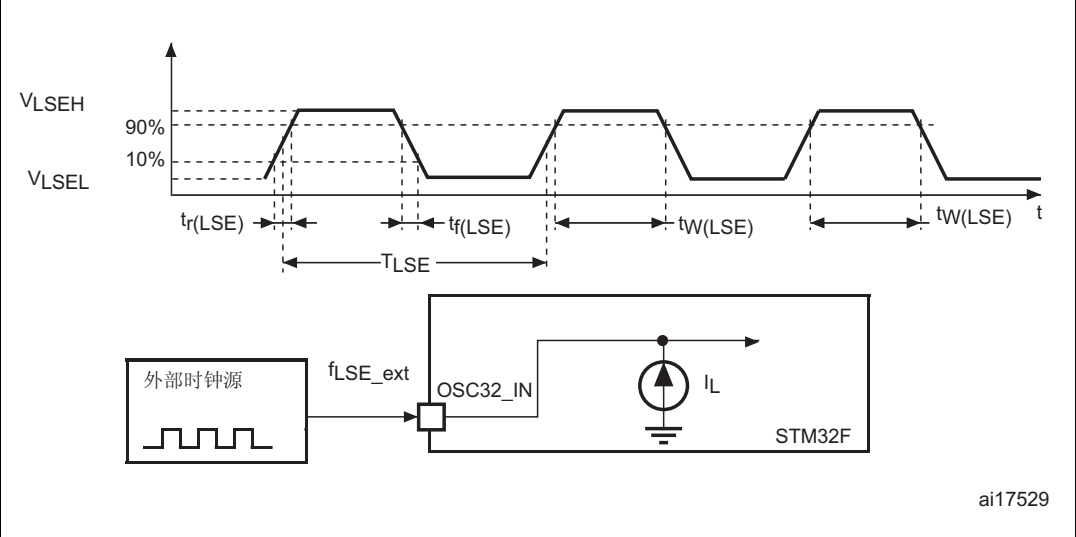 VLSEH
90%
10%
VLSEL
tr(LSE)
tf(LSE)
tW(LSE)
tW(LSE)
t
TLSE
外部时钟源
fLSE_ext
OSC32_IN
IL
STM32F
ai17529